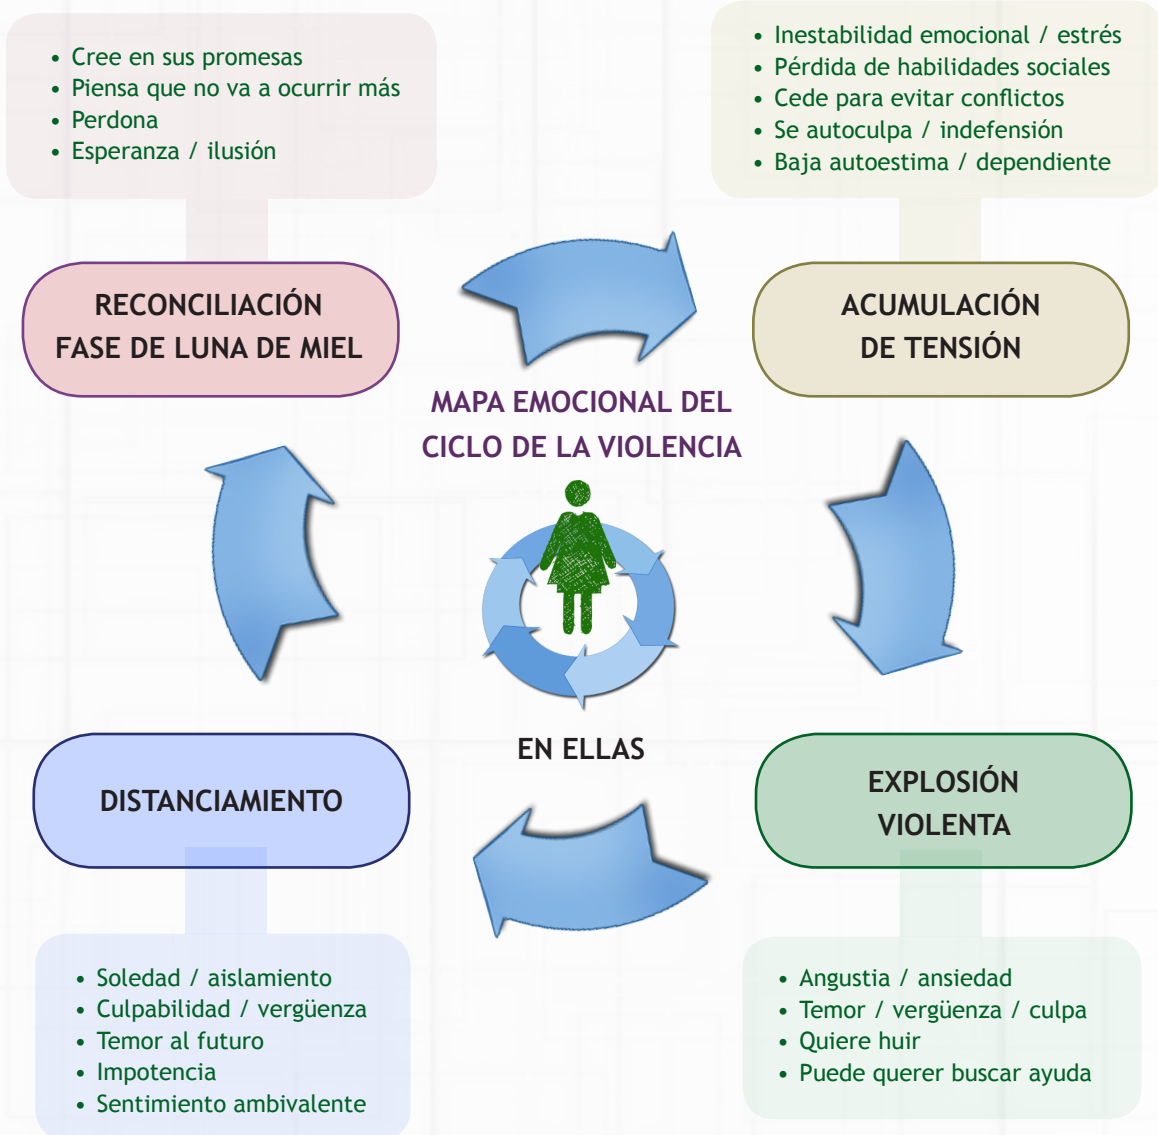 • Cree en sus promesas
• Piensa que no va a ocurrir más
• Perdona
• Esperanza / ilusión
• Inestabilidad emocional / estrés
• Pérdida de habilidades sociales
• Cede para evitar conflictos
• Se autoculpa / indefensión
• Baja autoestima / dependiente
RECONCILIACIÓN
FASE DE LUNA DE MIEL
ACUMULACIÓN
DE TENSIÓN
MAPA EMOCIONAL DEL
CICLO DE LA VIOLENCIA
EN ELLAS
DISTANCIAMIENTO
EXPLOSIÓN
VIOLENTA
• Soledad / aislamiento
• Culpabilidad / vergüenza
• Temor al futuro
• Impotencia
• Sentimiento ambivalente
• Angustia / ansiedad
• Temor / vergüenza / culpa
• Quiere huir
• Puede querer buscar ayuda